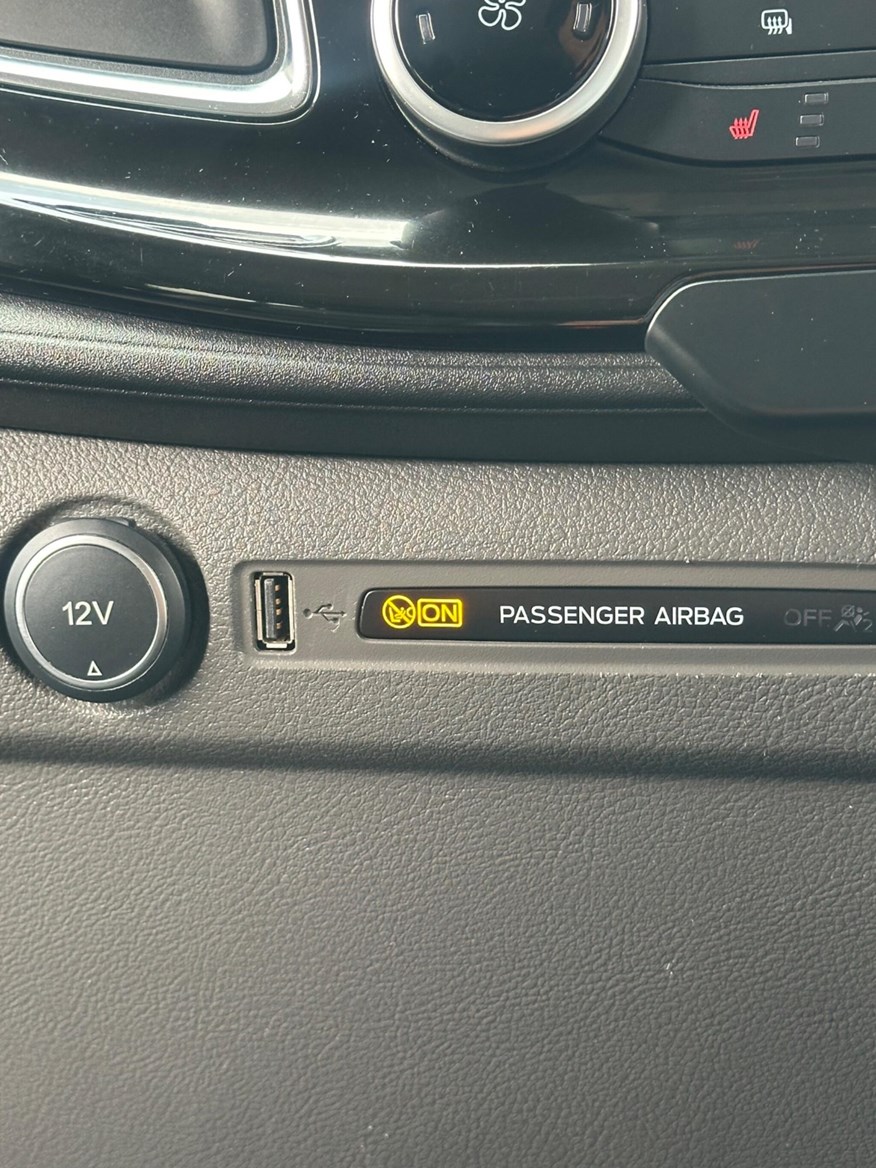 12V
ON PASSENGER AIRBAG OFF